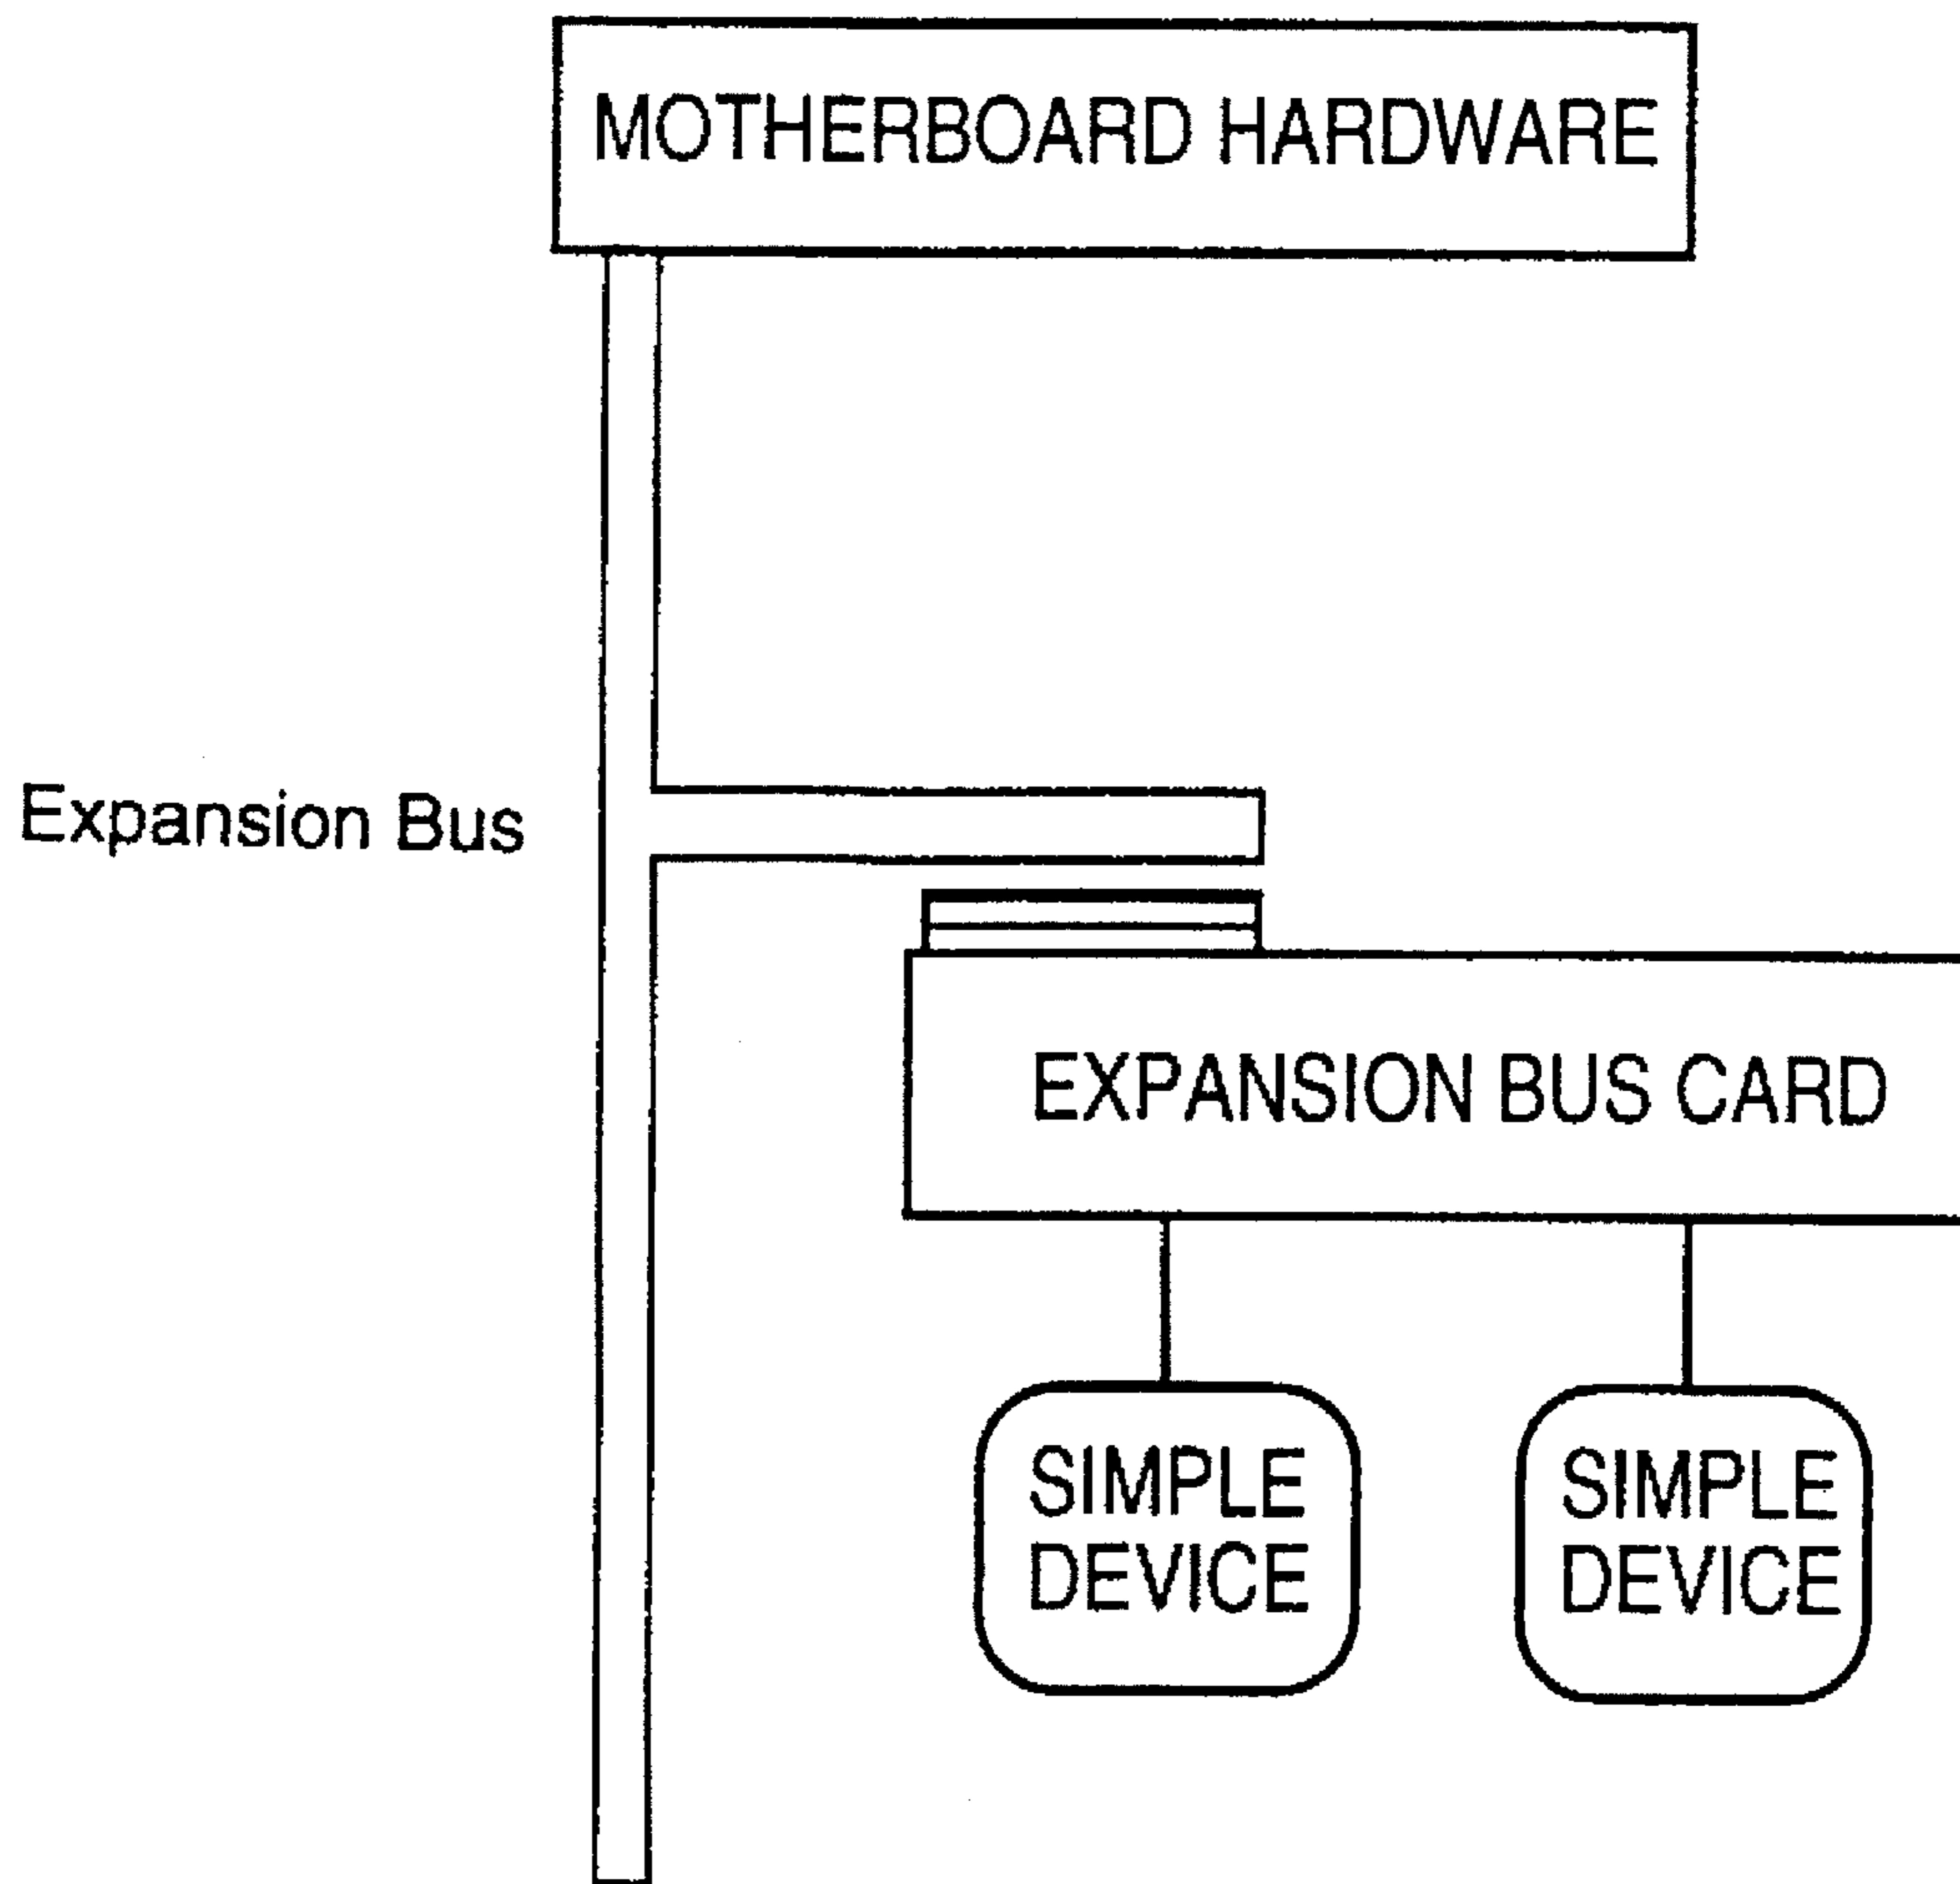 MOTHERBOARD HARDWARE
Expansion Bus
EXPANSION BUS CARD
SIMPLE
DEVICE
SIMPLE
DEVICE